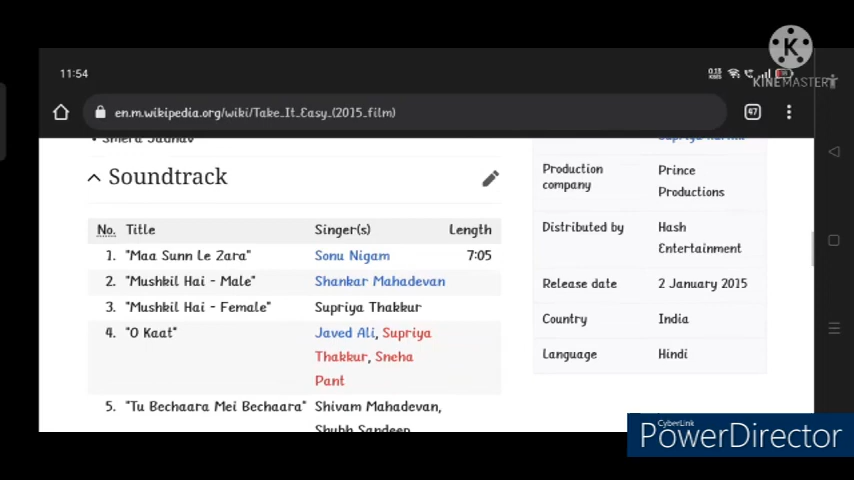 11:54
KINEMASTER
en.m.wikipedia.org/wiki/Take_It_Easy_(2015_film)
47
Soundtrack
No. Title Singer(s) Length
1. "Maa Sunn Le Zara" Sonu Nigam 7:05
2. "Mushkil Hai - Male" Shankar Mahadevan
3. "Mushkil Hai - Female" Supriya Thakkur
4. "O Kaat" Javed Ali, Supriya
Thakkur, Sneha
Pant
5. "Tu Bechaara Mei Bechaara" Shivam Mahadevan,
Shubh Sandeep
Production
company
Prince
Productions
Distributed by
Hash
Entertainment
Release date 2 January 2015
Country India
Language Hindi
CyberLink
PowerDirector